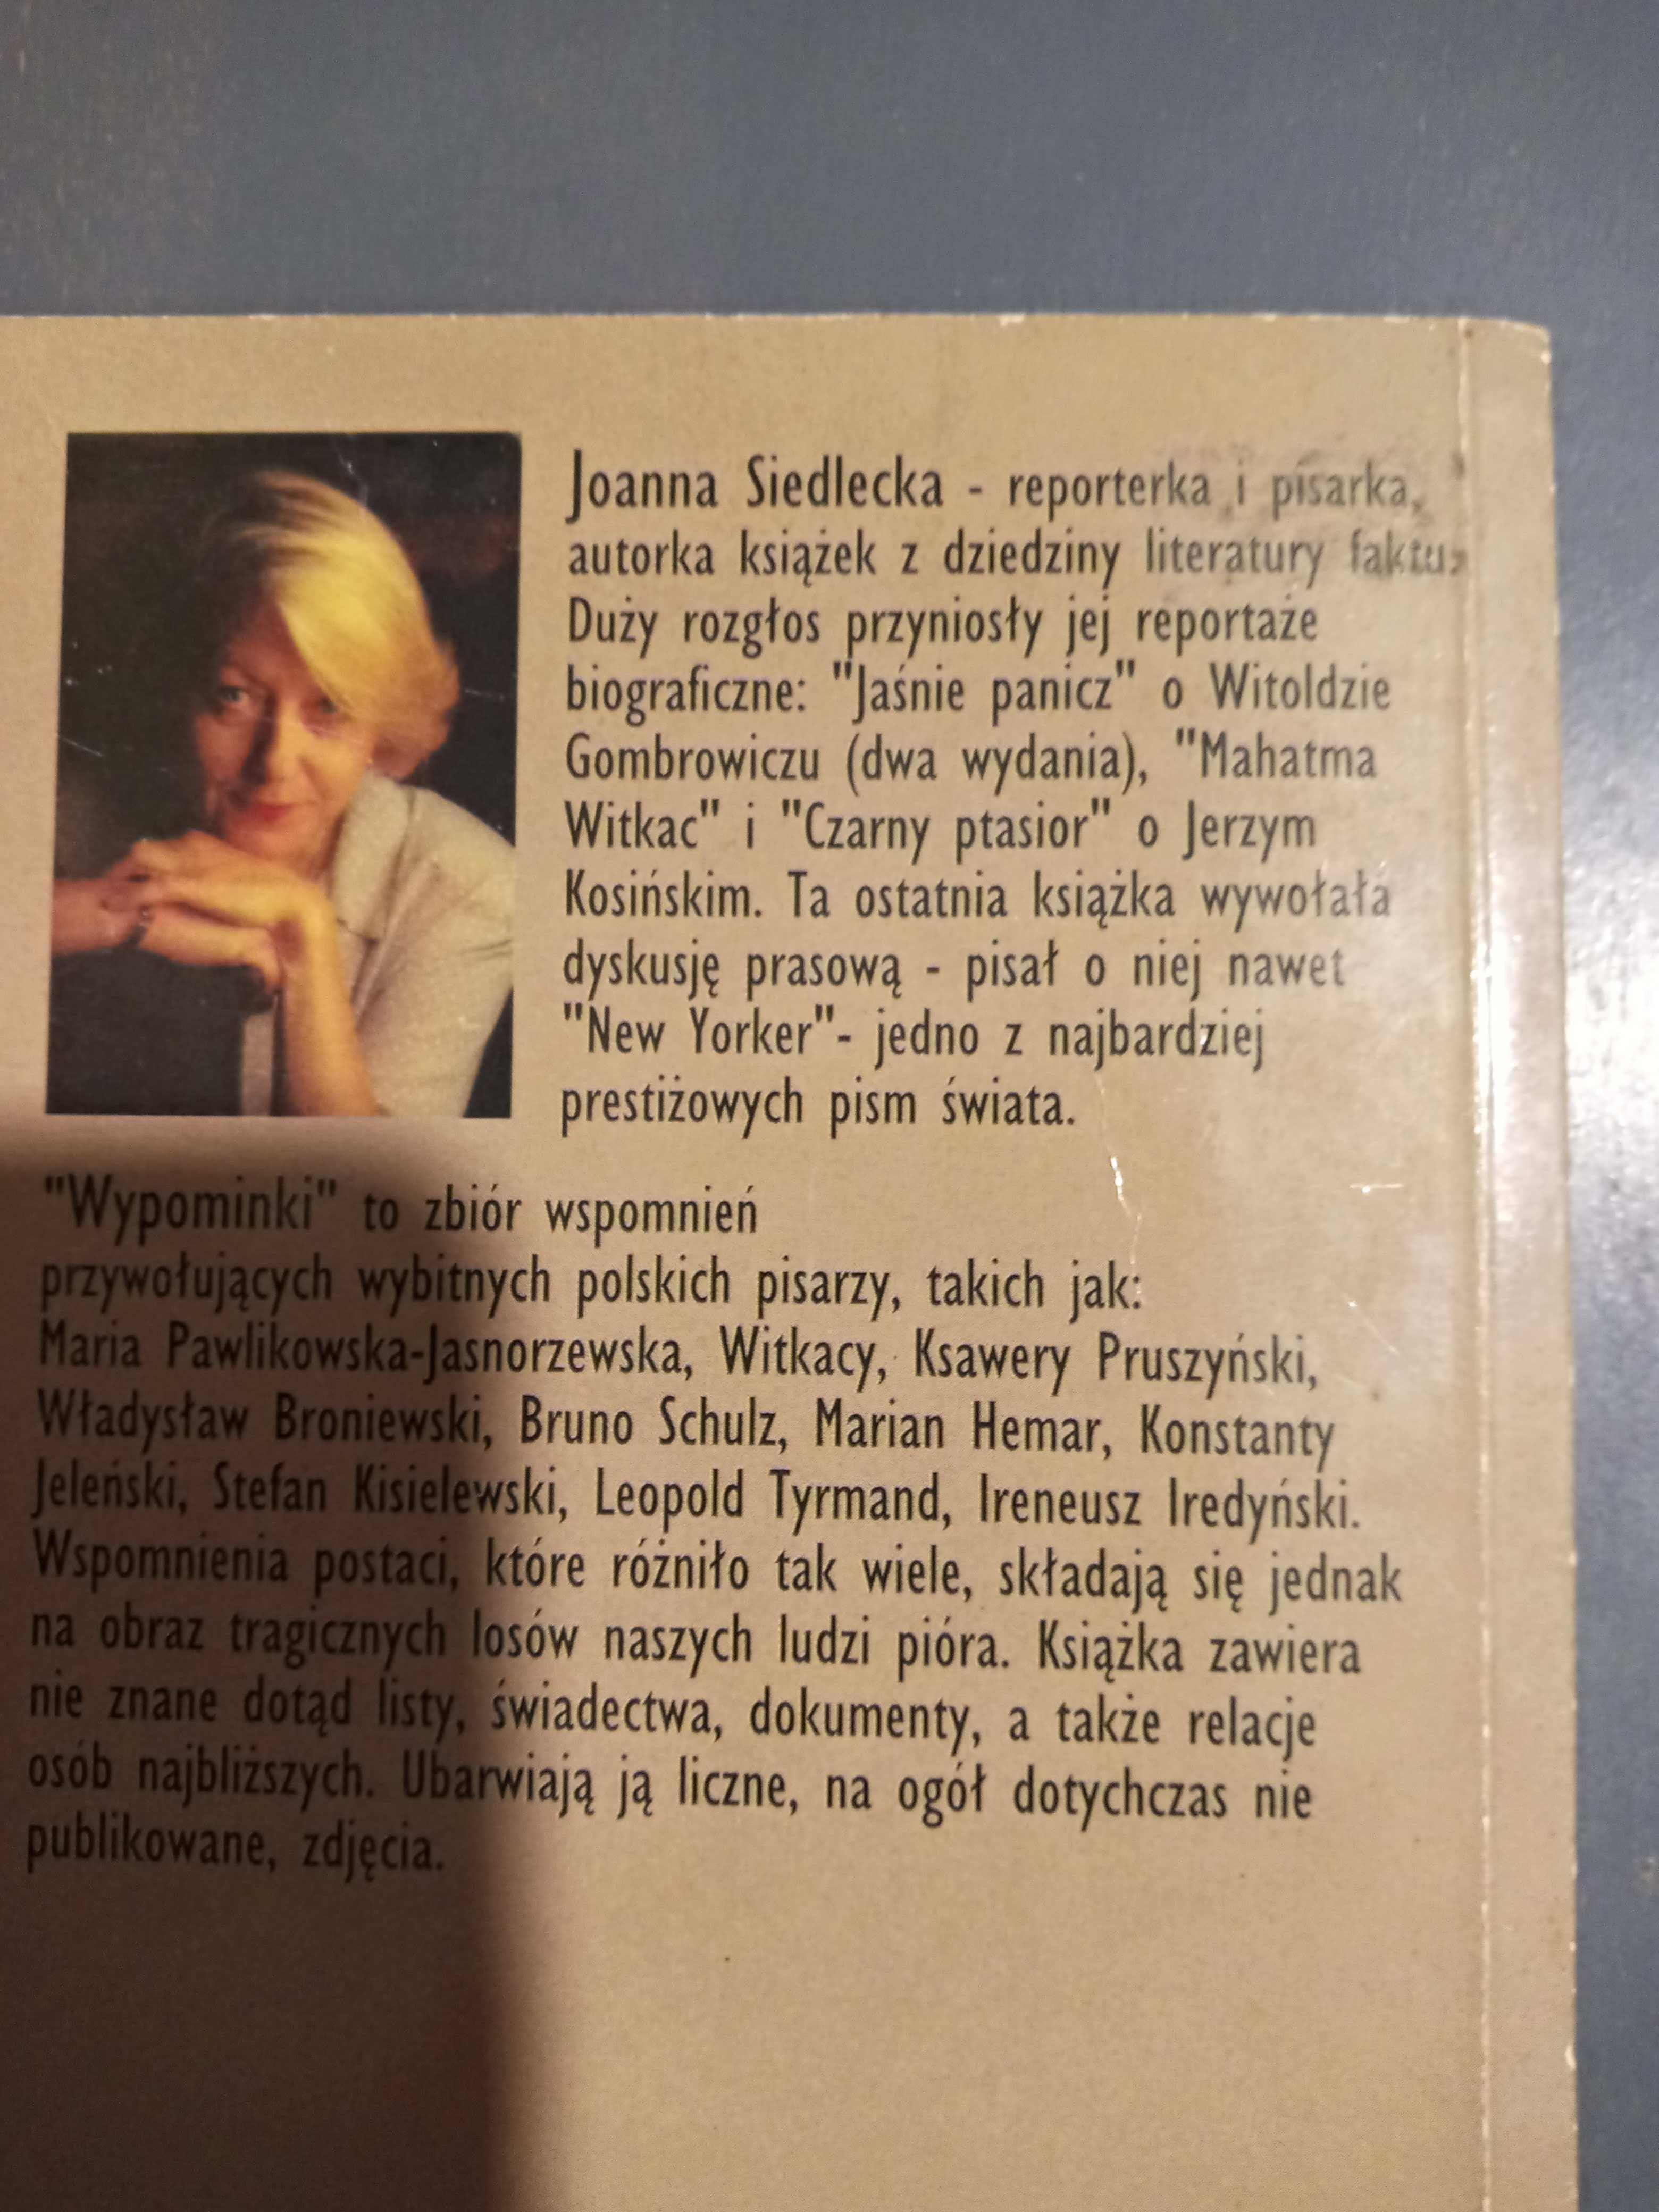 Joanna Siedlecka - reporterka i pisarka,
autorka książek z dziedziny literatury faktu.
Duży rozgłos przyniosły jej reportaże
biograficzne: "Jaśnie panicz" o Witoldzie
Gombrowiczu (dwa wydania), "Mahatma
Witkac" i "Czarny ptasior" o Jerzym
Kosińskim. Ta ostatnia książka wywołała
dyskusję prasową - pisał o niej nawet
"New Yorker"- jedno z najbardziej
prestiżowych pism świata.
"Wypominki" to zbiór wspomnień
przywołujących wybitnych polskich pisarzy, takich jak:
Maria Pawlikowska-Jasnorzewska, Witkacy, Ksawery Pruszyński,
Władysław Broniewski, Bruno Schulz, Marian Hemar, Konstanty
Jeleński, Stefan Kisielewski, Leopold Tyrmand, Ireneusz Iredyński.
Wspomnienia postaci, które różniło tak wiele, składają się jednak
na obraz tragicznych losów naszych ludzi pióra. Książka zawiera
nie znane dotąd listy, świadectwa, dokumenty, a także relacje
osób najbliższych. Ubarwiają ją liczne, na ogół dotychczas nie
publikowane, zdjęcia.